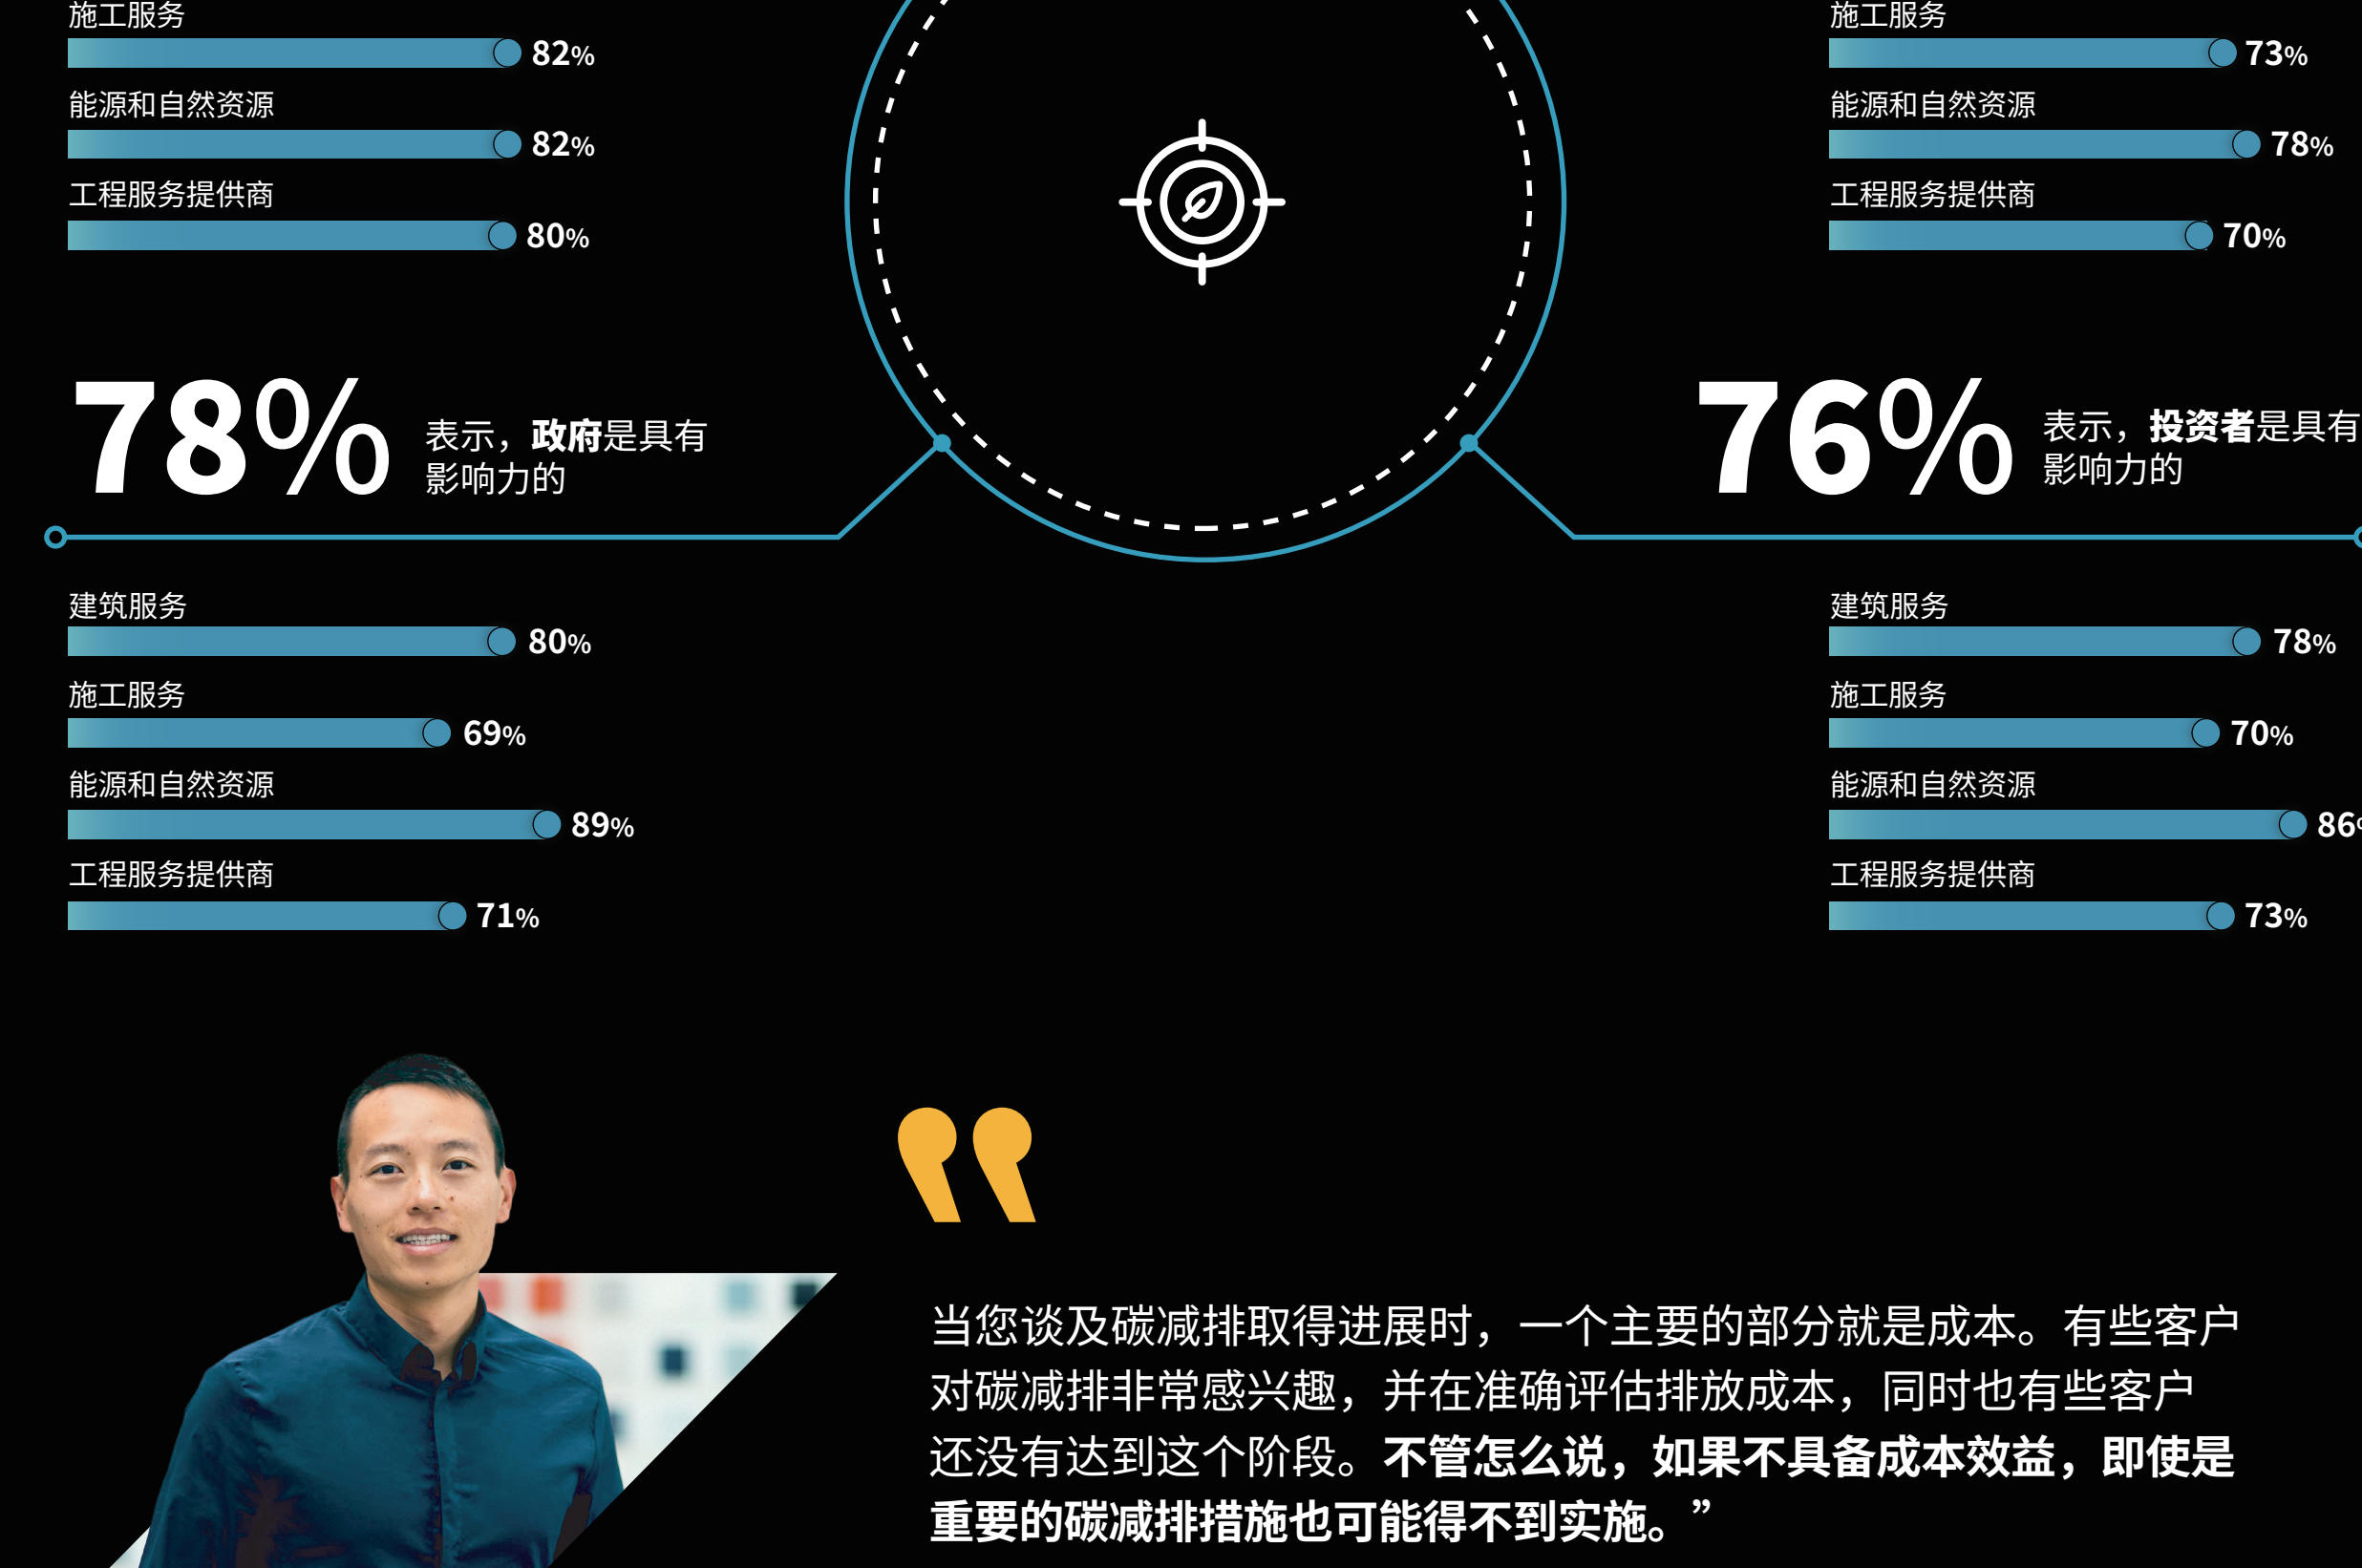 施工服务
82%
能源和自然资源
82%
工程服务提供商
80%
施工服务
73%
能源和自然资源
78%
工程服务提供商
70%
78%
表示，政府是具有
影响力的
76%
表示，投资者是具有
影响力的
建筑服务
80%
施工服务
69%
能源和自然资源
89%
工程服务提供商
71%
建筑服务
78%
施工服务
70%
能源和自然资源
86%
工程服务提供商
73%
当您谈及碳减排取得进展时，一个主要的部分就是成本。有些客户
对碳减排非常感兴趣，并在准确评估排放成本，同时也有些客户
还没有达到这个阶段。不管怎么说，如果不具备成本效益，即使是
重要的碳减排措施也可能得不到实施。”